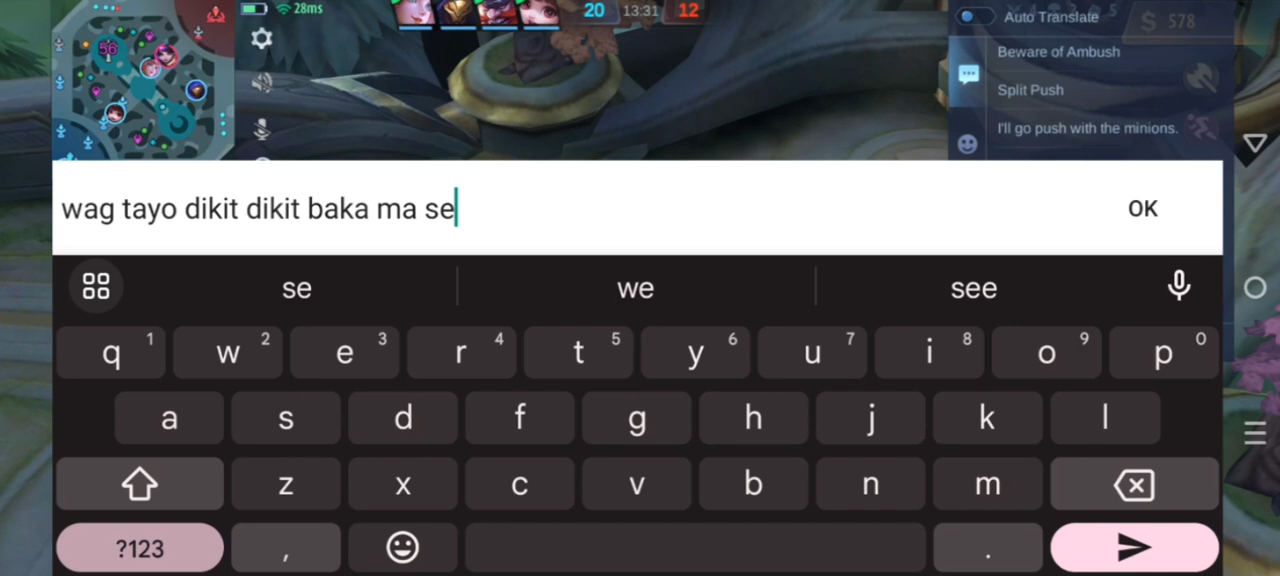 56
28ms
20 13:31 12
Auto Translate
$ 578
Beware of Ambush
Split Push
I'll go push with the minions.
wag tayo dikit dikit baka ma se
OK
se we see
q 1 w 2 e 3 r 4 t 5 y 6 u 7 i 8 o 9 p 0
a s d f g h j k l
z x c v b n m
?123 , .